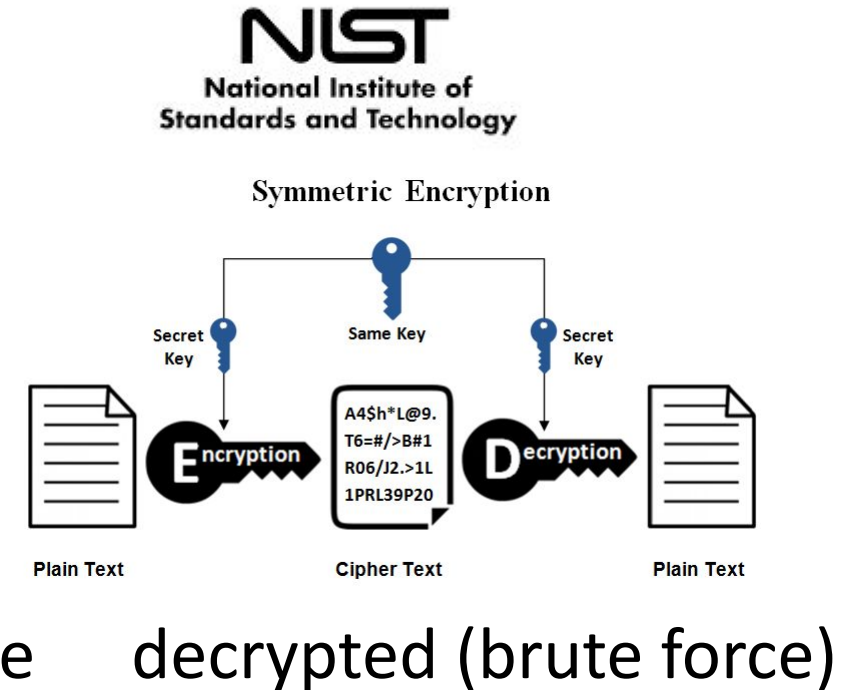 NIST
National Institute of
Standards and Technology
Symmetric Encryption
Secret
Key
Same Key
Secret
Key
A4$h*L@9.
T6=#/>B#1
R06/J2.>1L
1PRL39P20
Encryption
Decryption
Plain Text
Cipher Text
Plain Text
e decrypted (brute force)